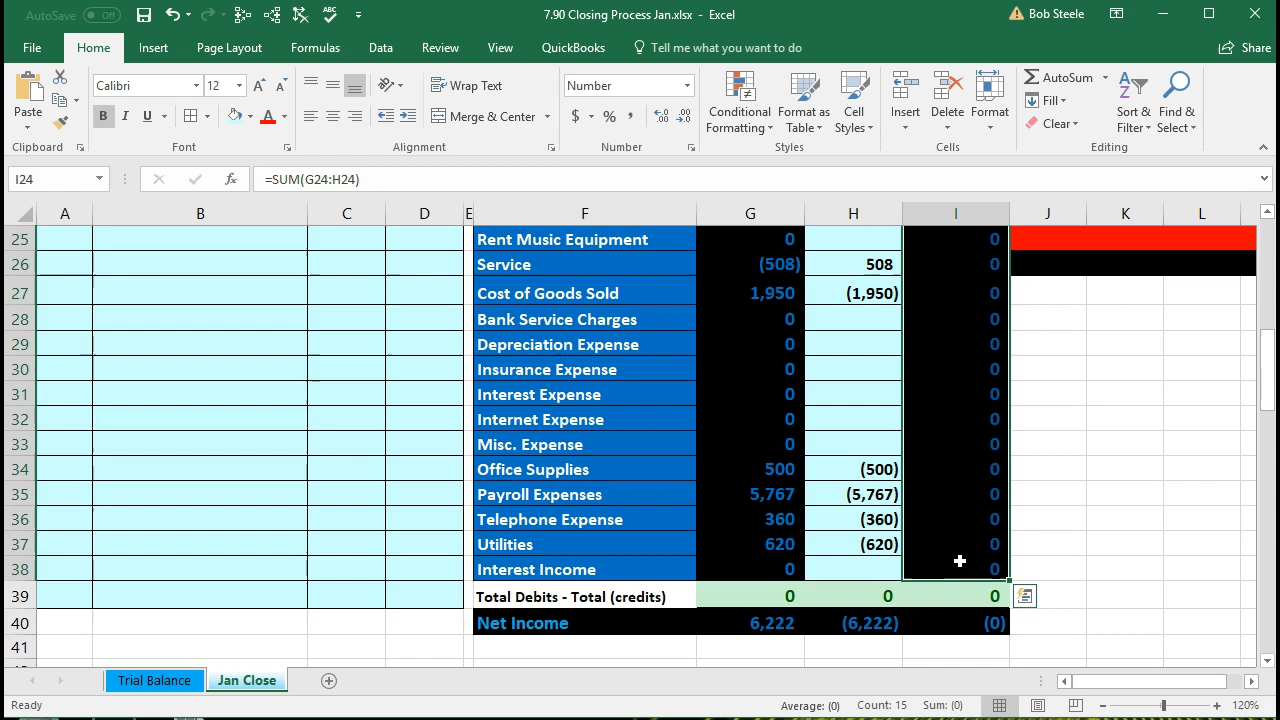 AutoSave Off 7.90 Closing Process Jan.xlsx - Excel Bob Steele
File Home Insert Page Layout Formulas Data Review View QuickBooks Tell me what you want to do Share
Calibri 12 A A Wrap Text Number AutoSum
Paste B I U A Merge & Center $ % , Conditional Formatting Format as Table Cell Styles Insert Delete Format Fill Clear Sort & Filter Find & Select
Clipboard Font Alignment Number Styles Cells Editing
I24 fx =SUM(G24:H24)
A B C D E F G H I J K L
25 Rent Music Equipment 0 0
26 Service (508) 508 0
27 Cost of Goods Sold 1,950 (1,950) 0
28 Bank Service Charges 0 0
29 Depreciation Expense 0 0
30 Insurance Expense 0 0
31 Interest Expense 0 0
32 Internet Expense 0 0
33 Misc. Expense 0 0
34 Office Supplies 500 (500) 0
35 Payroll Expenses 5,767 (5,767) 0
36 Telephone Expense 360 (360) 0
37 Utilities 620 (620) 0
38 Interest Income 0 0
39 Total Debits - Total (credits) 0 0 0
40 Net Income 6,222 (6,222) (0)
41
Trial Balance Jan Close
Ready Average: (0) Count: 15 Sum: (0) 120%